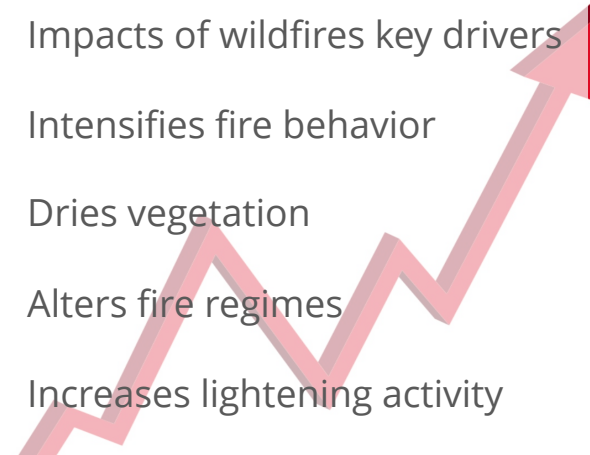 Impacts of wildfires key drivers
Intensifies fire behavior
Dries vegetation
Alters fire regimes
Increases lightening activity